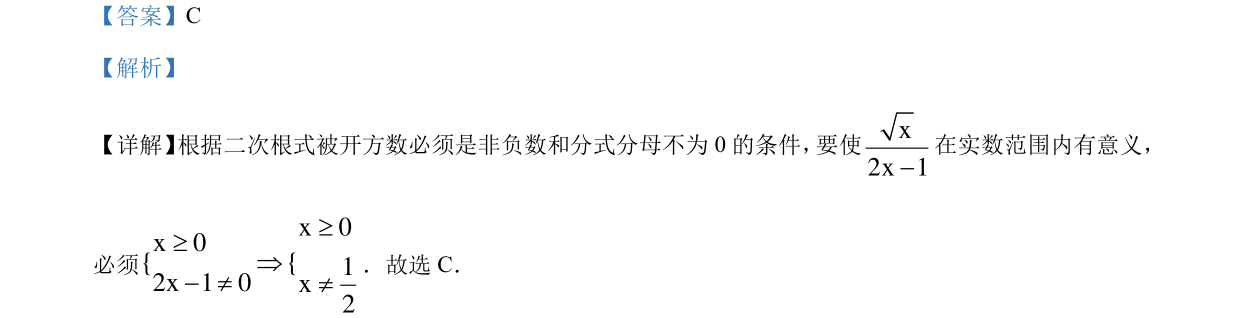 【答案】C
【解析】
【详解】根据二次根式被开方数必须是非负数和分式分母不为 0 的条件，要使 \frac{\sqrt{x}}{2x-1} 在实数范围内有意义，
必须 { x ≥ 0, 2x − 1 ≠ 0 ⇒ { x ≥ 0, x ≠ \frac{1}{2} ．故选 C．